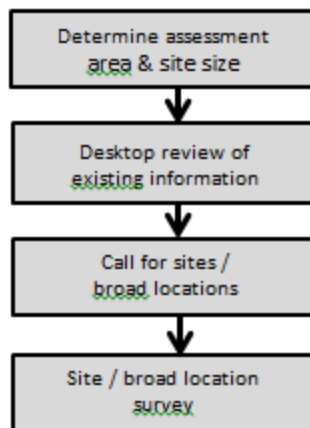 Determine assessment
area & site size
Desktop review of
existing information
Call for sites /
broad locations
Site / broad location
survey